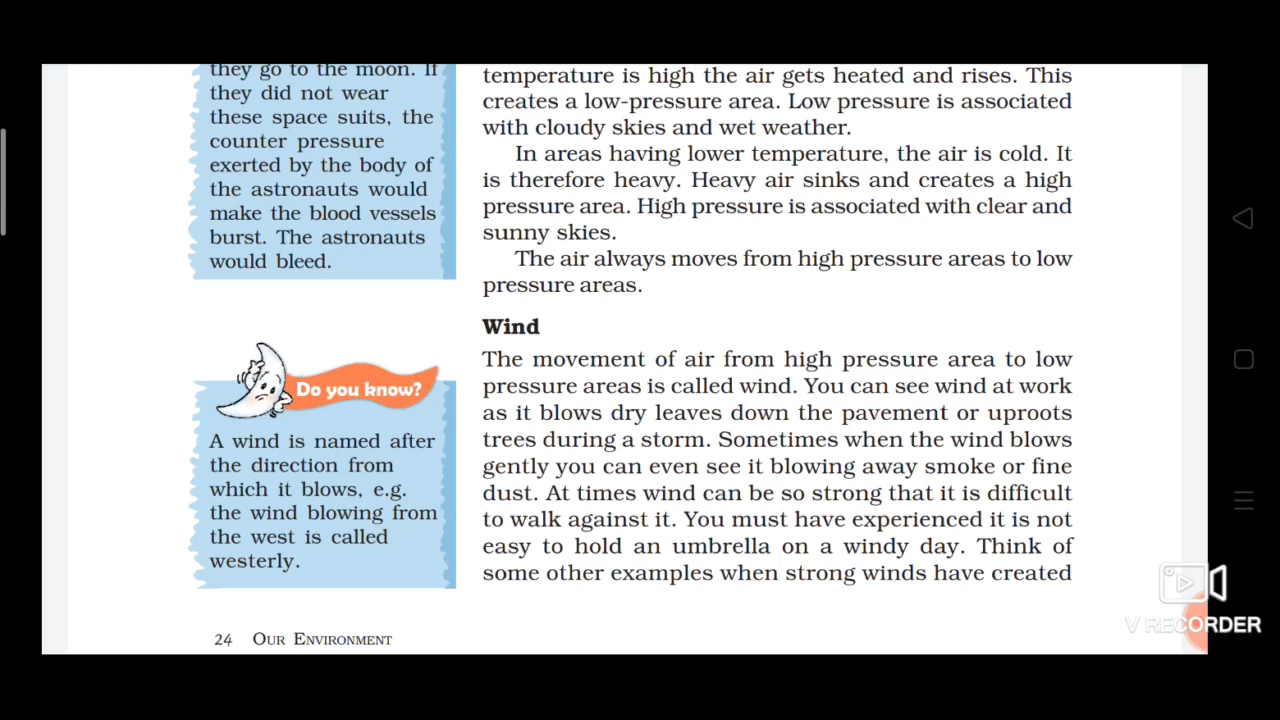 they go to the moon. If
they did not wear
these space suits, the
counter pressure
exerted by the body of
the astronauts would
make the blood vessels
burst. The astronauts
would bleed.
Do you know?
A wind is named after
the direction from
which it blows, e.g.
the wind blowing from
the west is called
westerly.
temperature is high the air gets heated and rises. This
creates a low-pressure area. Low pressure is associated
with cloudy skies and wet weather.
In areas having lower temperature, the air is cold. It
is therefore heavy. Heavy air sinks and creates a high
pressure area. High pressure is associated with clear and
sunny skies.
The air always moves from high pressure areas to low
pressure areas.
Wind
The movement of air from high pressure area to low
pressure areas is called wind. You can see wind at work
as it blows dry leaves down the pavement or uproots
trees during a storm. Sometimes when the wind blows
gently you can even see it blowing away smoke or fine
dust. At times wind can be so strong that it is difficult
to walk against it. You must have experienced it is not
easy to hold an umbrella on a windy day. Think of
some other examples when strong winds have created
24 OUR ENVIRONMENT
V RECORDER